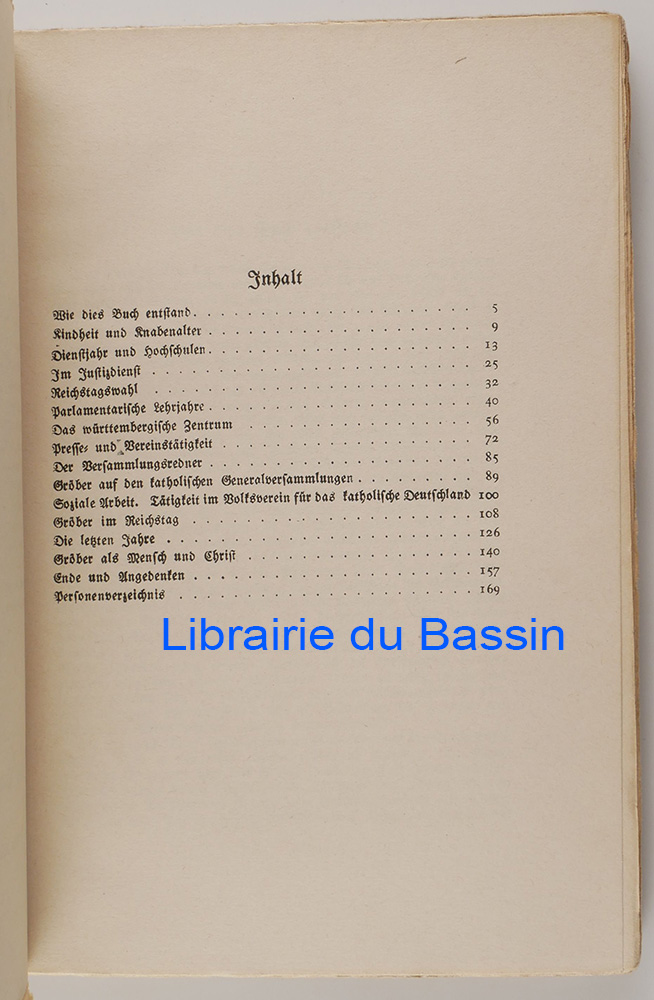 Inhalt
Wie dies Buch entstand. . . . . . . . . . . . . . . . . . 5
Kindheit und Knabenalter . . . . . . . . . . . . . . . . . 9
Dienstjahr und Hochschulen. . . . . . . . . . . . . . . . . 13
Im Justizdienst . . . . . . . . . . . . . . . . . . . . 25
Reichstagswahl . . . . . . . . . . . . . . . . . . . . 32
Parlamentarische Lehrjahre. . . . . . . . . . . . . . . . . 40
Das württembergische Zentrum . . . . . . . . . . . . . . . 56
Presse- und Vereinstätigkeit . . . . . . . . . . . . . . . . 72
Der Versammlungsredner . . . . . . . . . . . . . . . . . 85
Gröber auf den katholischen Generalversammlungen . . . . . . . . 89
Soziale Arbeit. Tätigkeit im Volksverein für das katholische Deutschland 100
Gröber im Reichstag . . . . . . . . . . . . . . . . . . 108
Die letzten Jahre . . . . . . . . . . . . . . . . . . . 126
Gröber als Mensch und Christ . . . . . . . . . . . . . . . 140
Ende und Angedenken . . . . . . . . . . . . . . . . . . 157
Personenverzeichnis . . . . . . . . . . . . . . . . . . 169
Librairie du Bassin